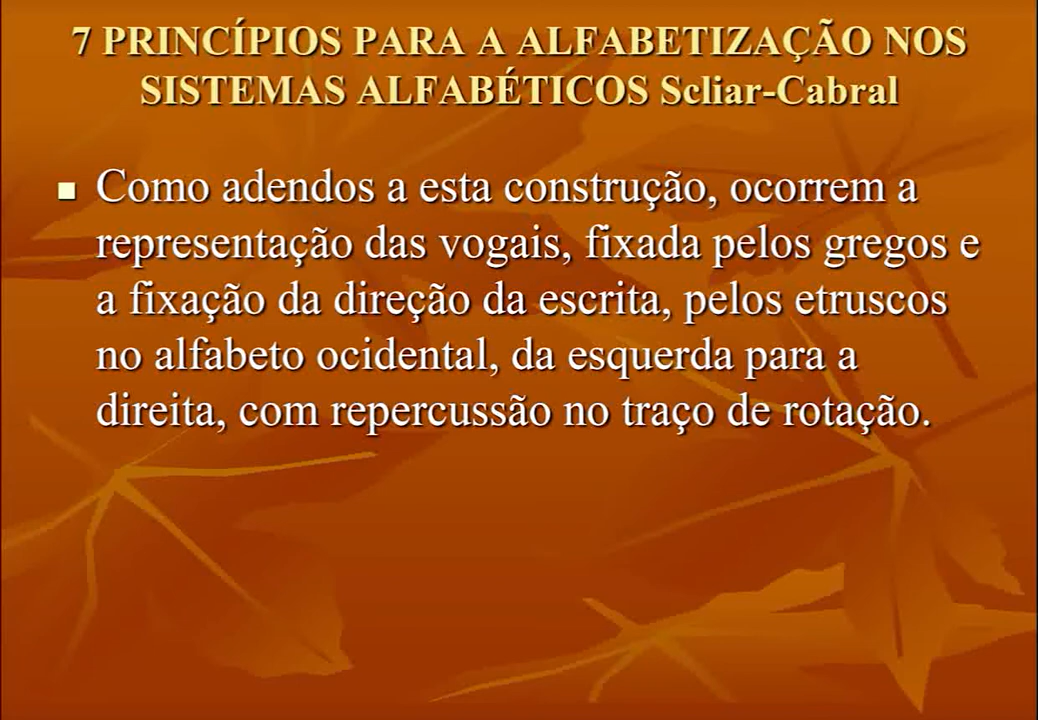 7 PRINCÍPIOS PARA A ALFABETIZAÇÃO NOS
SISTEMAS ALFABÉTICOS Scliar-Cabral
Como adendos a esta construção, ocorrem a
representação das vogais, fixada pelos gregos e
a fixação da direção da escrita, pelos etruscos
no alfabeto ocidental, da esquerda para a
direita, com repercussão no traço de rotação.